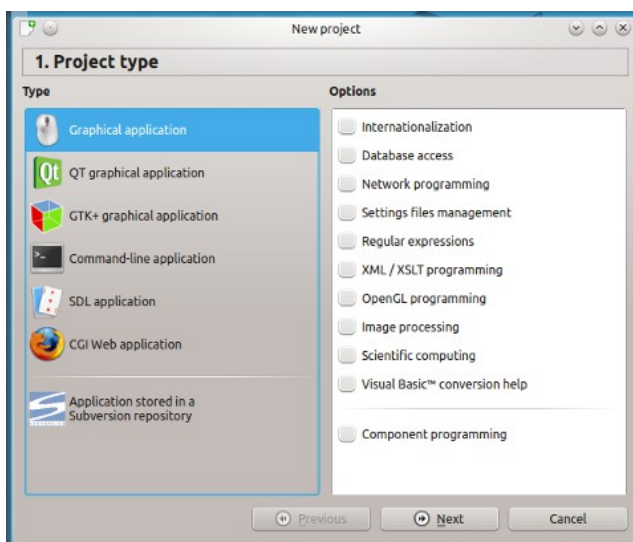 New project
1. Project type
Type
Graphical application
QT graphical application
GTK+ graphical application
Command-line application
SDL application
CGI Web application
Application stored in a
Subversion repository
Options
Internationalization
Database access
Network programming
Settings files management
Regular expressions
XML / XSLT programming
OpenGL programming
Image processing
Scientific computing
Visual Basic™ conversion help
Component programming
Previous
Next
Cancel